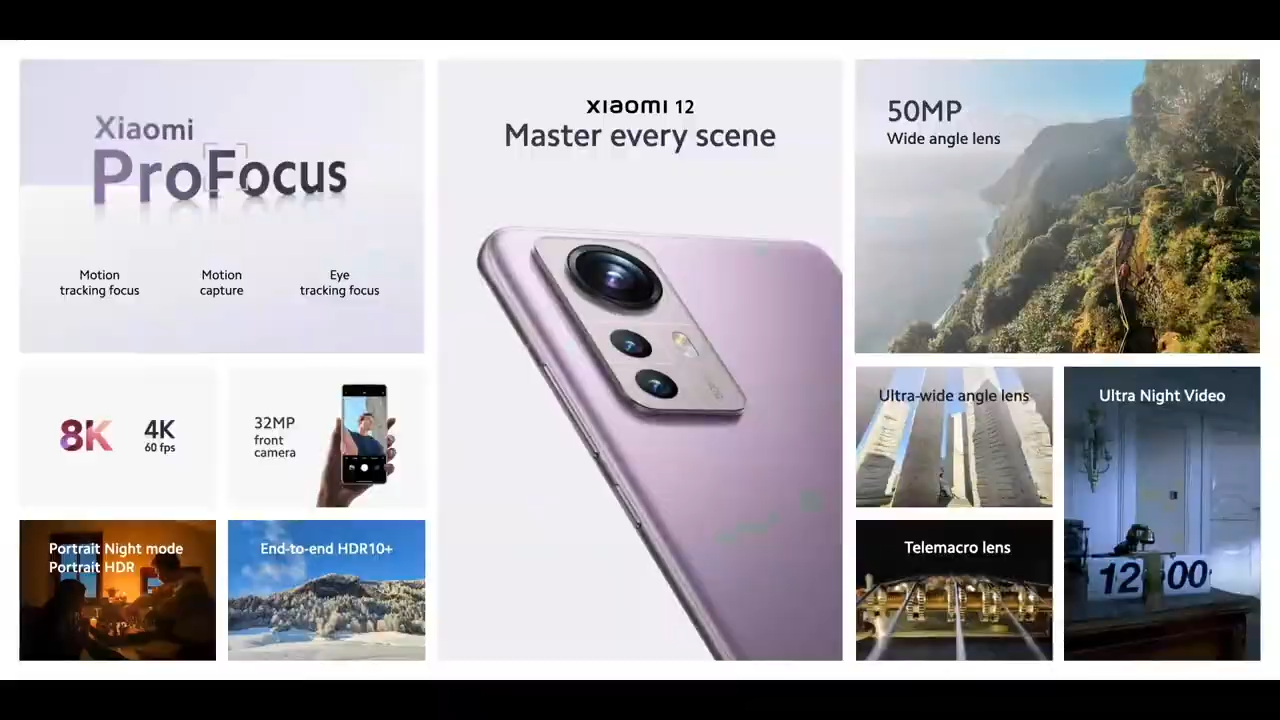 Xiaomi
ProFocus
Motion
tracking focus
Motion
capture
Eye
tracking focus
8K
4K
60 fps
32MP
front
camera
Portrait Night mode
Portrait HDR
End-to-end HDR10+
xiaomi 12
Master every scene
50MP
Wide angle lens
Ultra-wide angle lens
Telemacro lens
Ultra Night Video
12 00